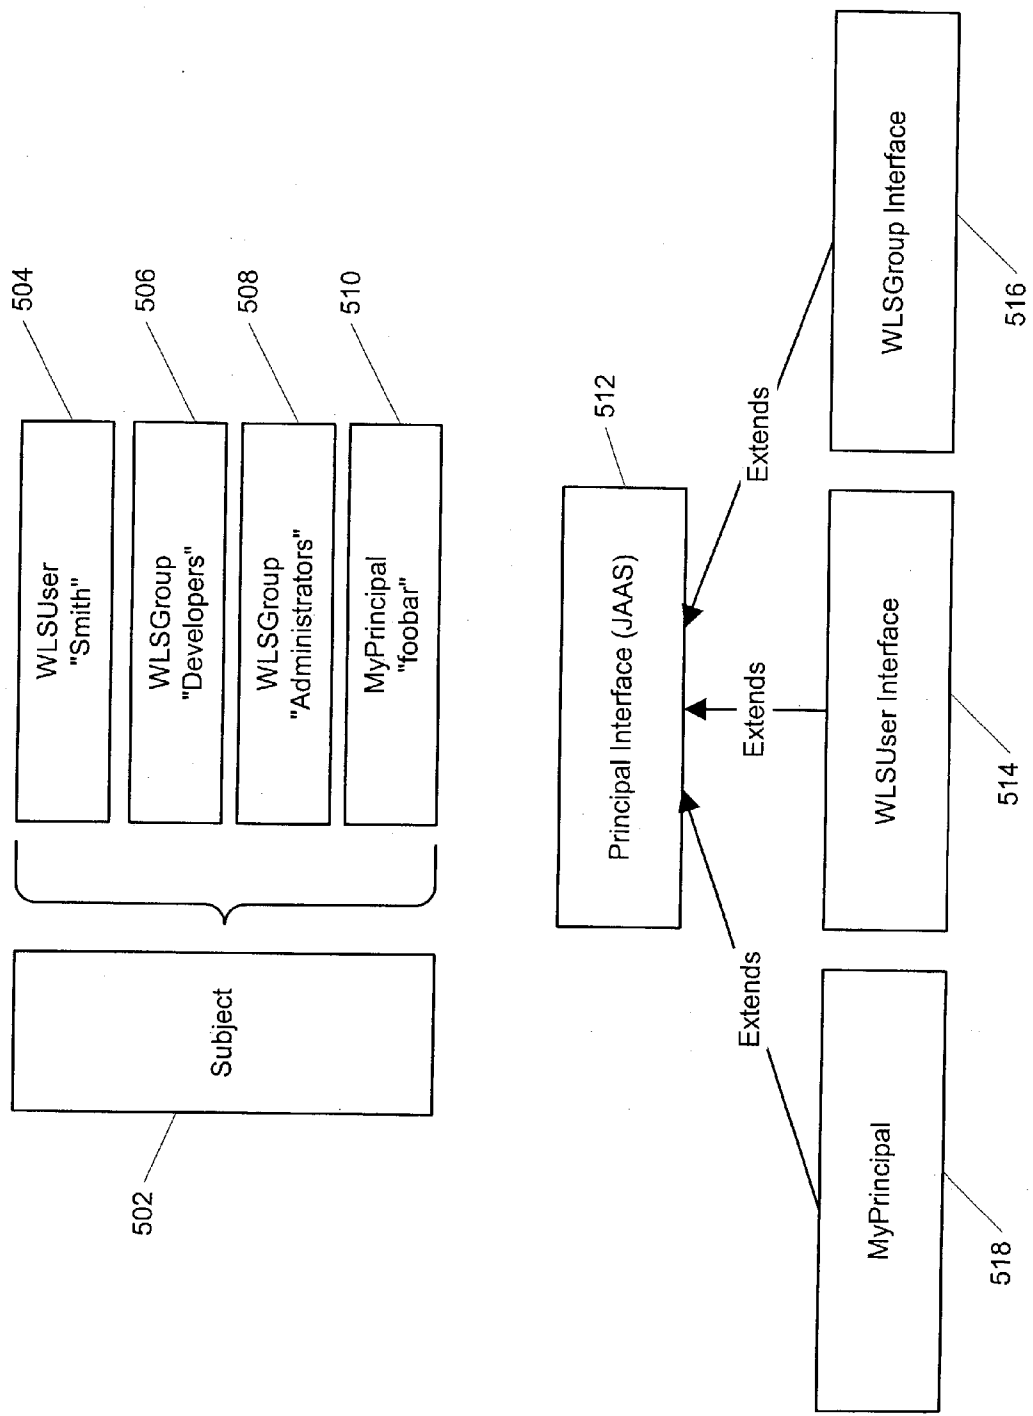 504
WLSUser
"Smith"
506
WLSGroup
"Developers"
508
WLSGroup
"Administrators"
510
MyPrincipal
"foobar"
Subject
502
512
Principal Interface (JAAS)
Extends
Extends
Extends
MyPrincipal
518
WLSUser Interface
514
WLSGroup Interface
516